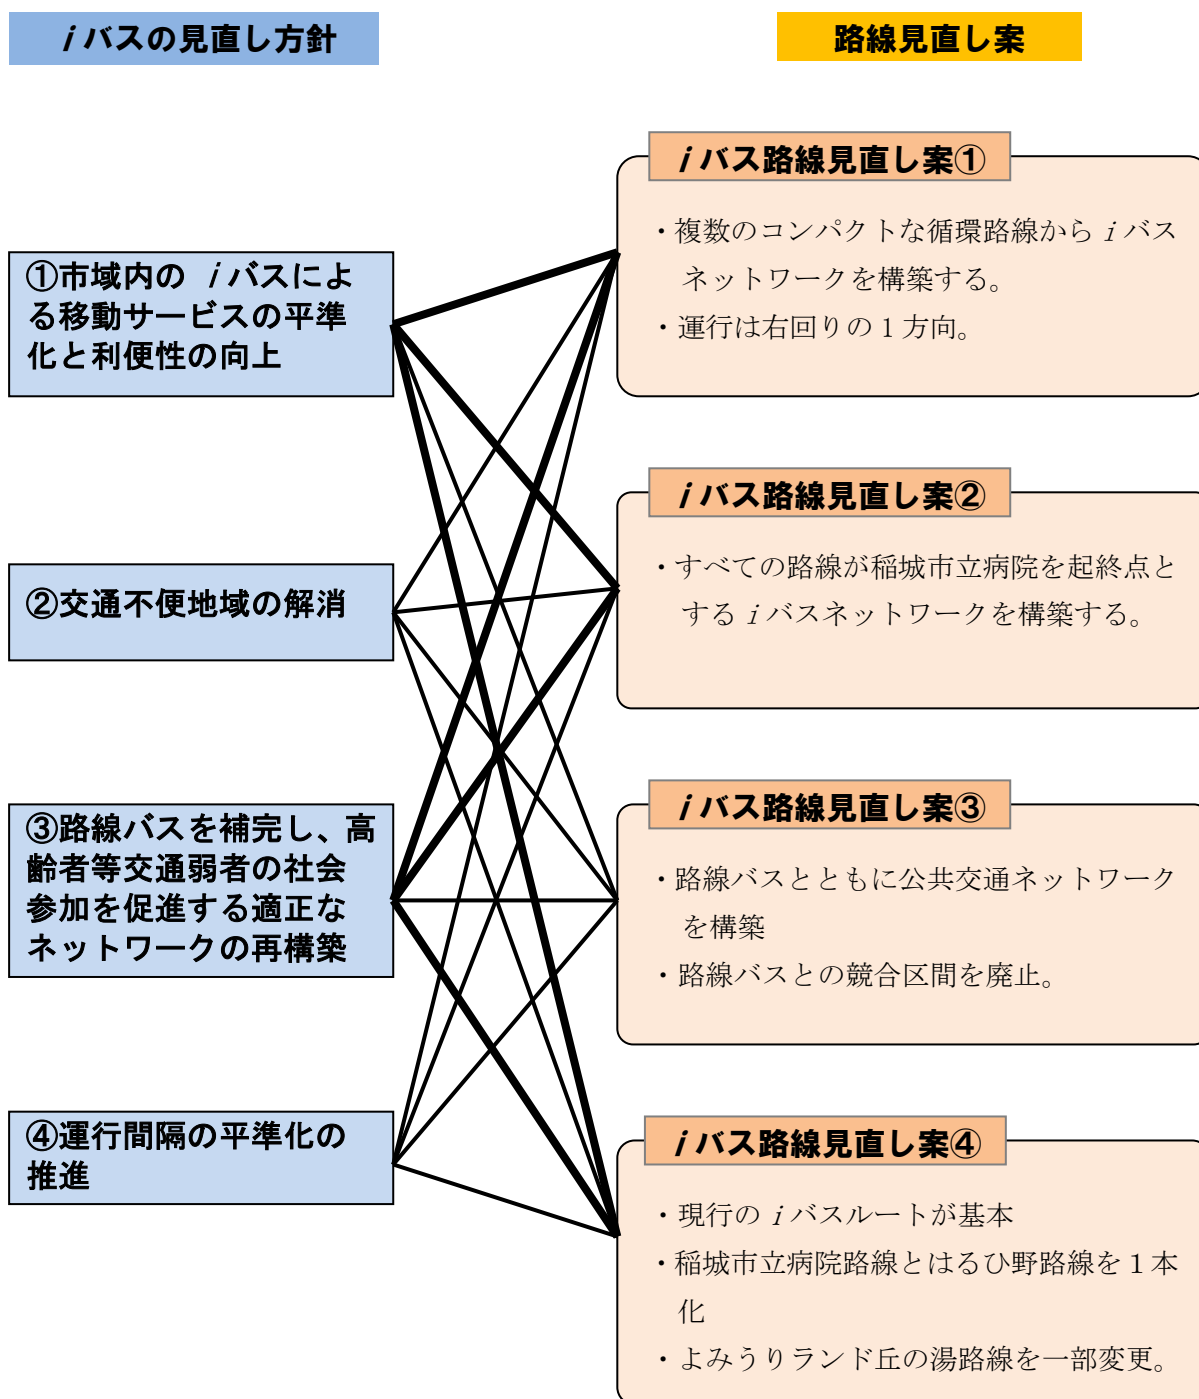 iバスの見直し方針
路線見直し案
①市域内の iバスによ
る移動サービスの平準
化と利便性の向上
②交通不便地域の解消
③路線バスを補完し、高
齢者等交通弱者の社会
参加を促進する適正な
ネットワークの再構築
④運行間隔の平準化の
推進
iバス路線見直し案①
・複数のコンパクトな循環路線からiバス
ネットワークを構築する。
・運行は右回りの1方向。
iバス路線見直し案②
・すべての路線が稲城市立病院を起終点と
するiバスネットワークを構築する。
iバス路線見直し案③
・路線バスとともに公共交通ネットワーク
を構築
・路線バスとの競合区間を廃止。
iバス路線見直し案④
・現行のiバスルートが基本
・稲城市立病院路線とはるひ野路線を1本
化
・よみうりランド丘の湯路線を一部変更。